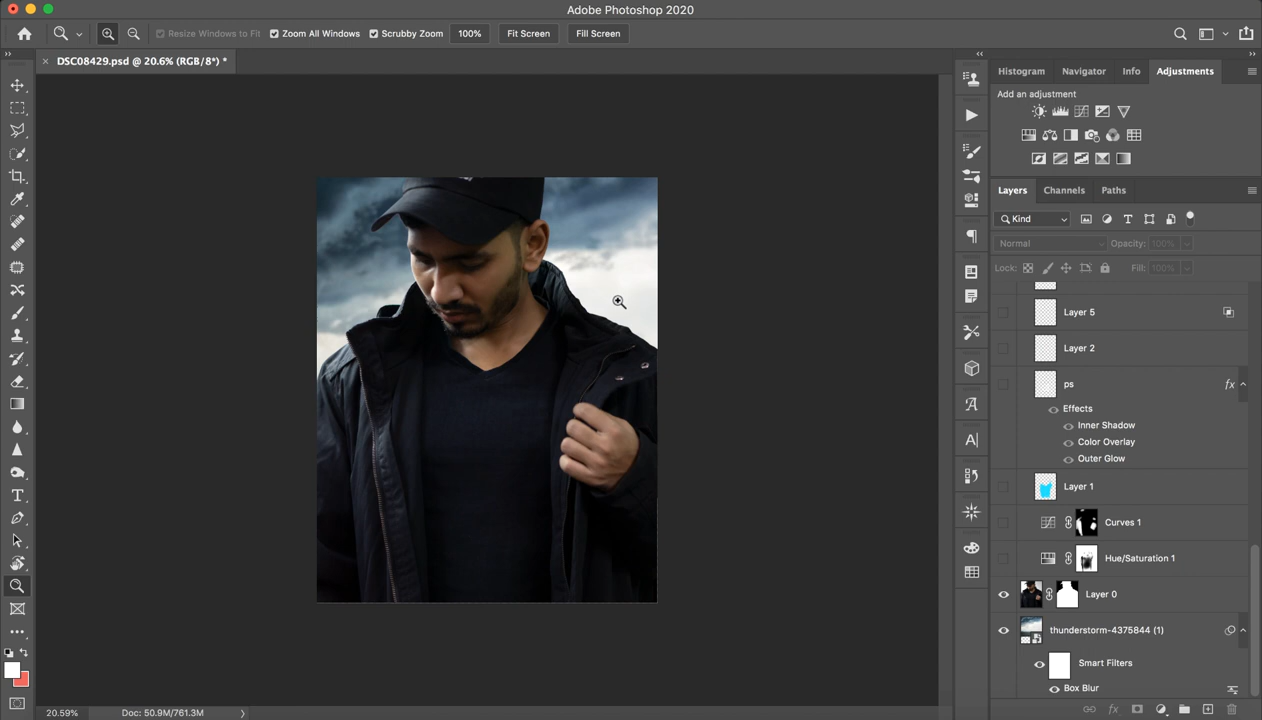 Adobe Photoshop 2020
Resize Windows to Fit Zoom All Windows Scrubby Zoom 100% Fit Screen Fill Screen
DSC08429.psd @ 20.6% (RGB/8*) *
Histogram Navigator Info Adjustments
Add an adjustment
Layers Channels Paths
Kind
Normal Opacity: 100%
Lock: Fill: 100%
Layer 5
Layer 2
ps fx
Effects
Inner Shadow
Color Overlay
Outer Glow
Layer 1
Curves 1
Hue/Saturation 1
Layer 0
thunderstorm-4375844 (1)
Smart Filters
Box Blur
20.59% Doc: 50.9M/761.3M
fx